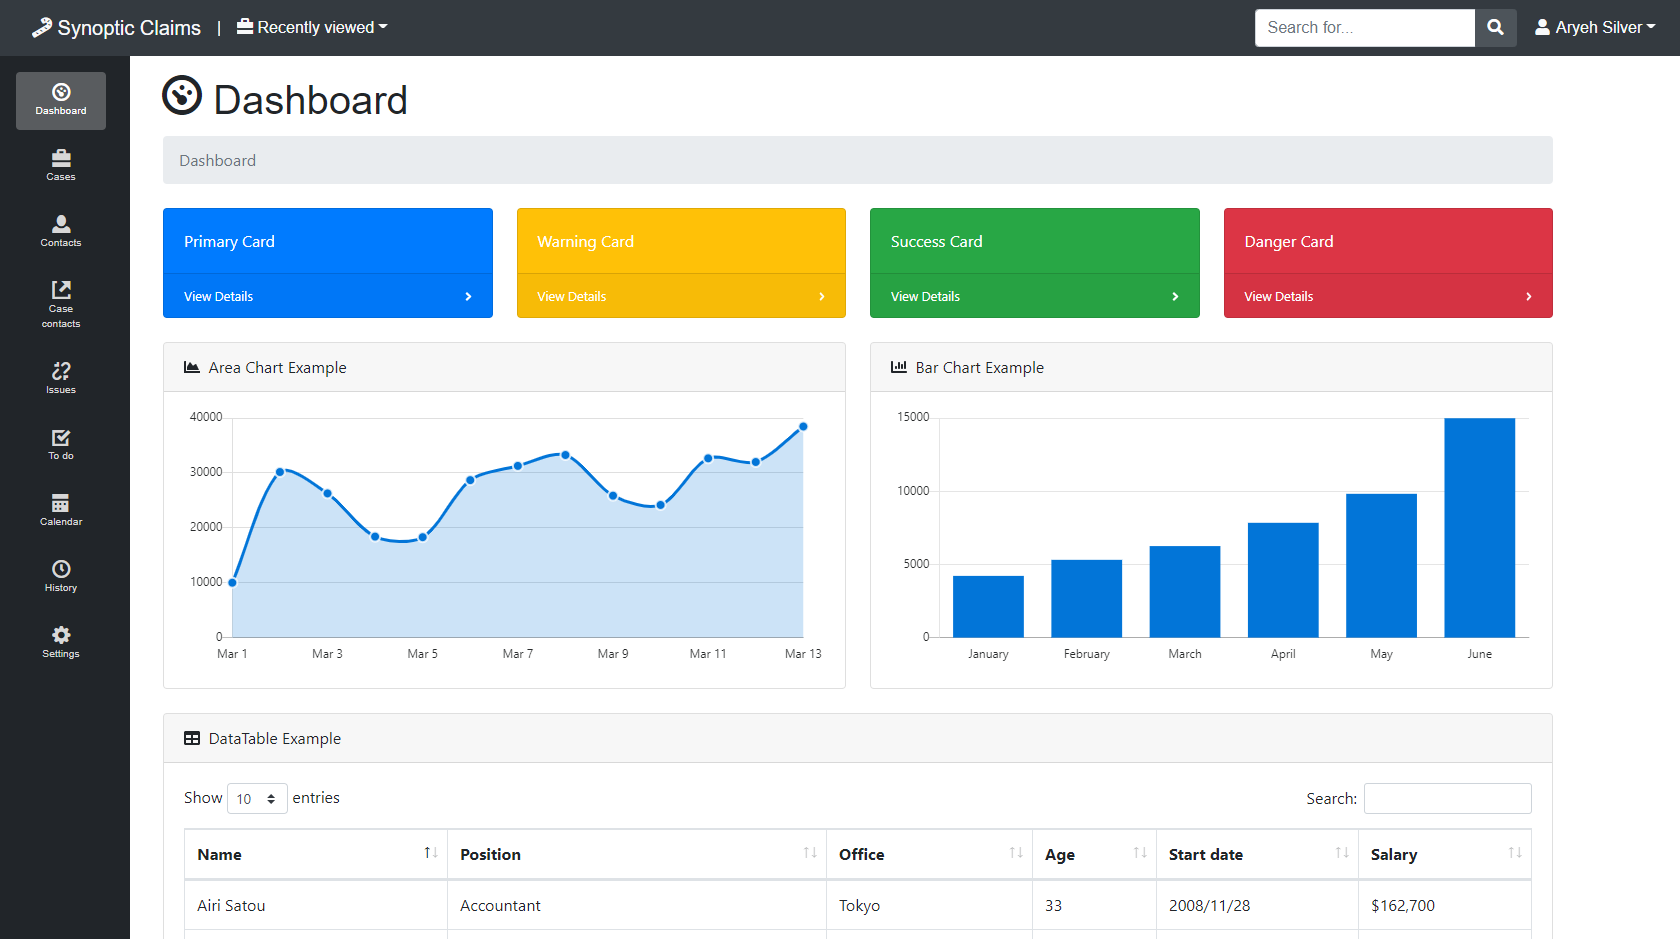 Synoptic Claims | Recently viewed
Search for...
Aryeh Silver
Dashboard
Cases
Contacts
Case
contacts
Issues
To do
Calendar
History
Settings
Dashboard
Dashboard
Primary Card
View Details
Warning Card
View Details
Success Card
View Details
Danger Card
View Details
Area Chart Example
40000
30000
20000
10000
0
Mar 1 Mar 3 Mar 5 Mar 7 Mar 9 Mar 11 Mar 13
Bar Chart Example
15000
10000
5000
0
January February March April May June
DataTable Example
Show 10 entries
Search:
Name Position Office Age Start date Salary
Airi Satou Accountant Tokyo 33 2008/11/28 $162,700